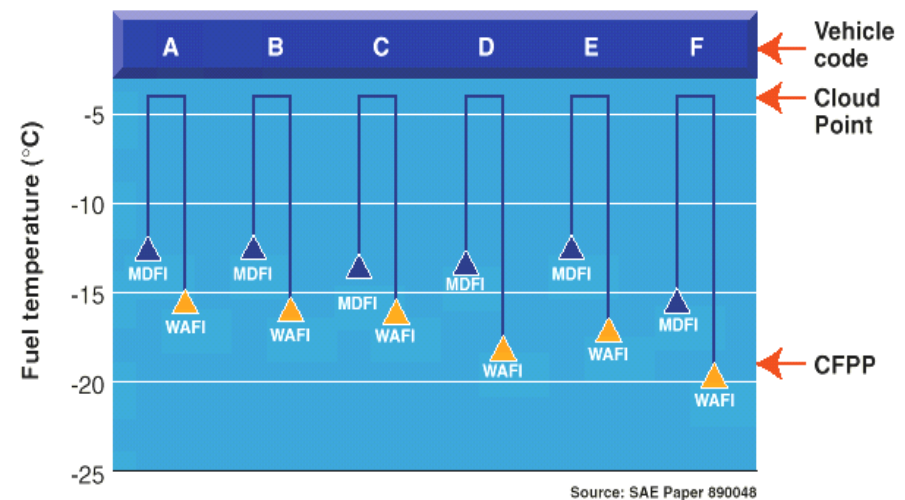 A B C D E F
Vehicle
code
Cloud
Point
CFPP
Fuel temperature (°C)
-5
-10
-15
-20
-25
MDFI
WAFI
MDFI
WAFI
MDFI
WAFI
MDFI
WAFI
MDFI
WAFI
MDFI
WAFI
Source: SAE Paper 890048